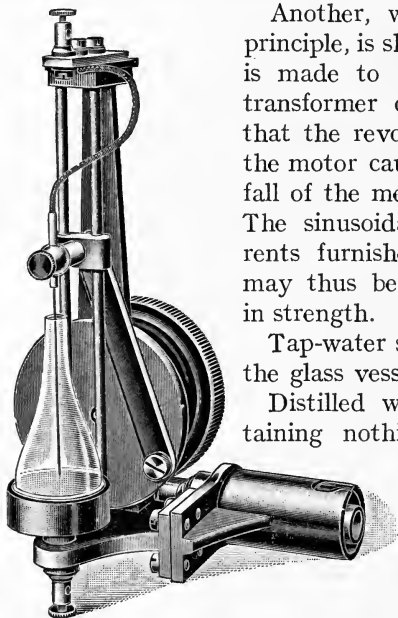 Another, w
principle, is sl
is made to
transformer c
that the revo
the motor cau
fall of the me
The sinusoida
rents furnishe
may thus be
in strength.
Tap-water s
the glass vess
Distilled w
taining nothi